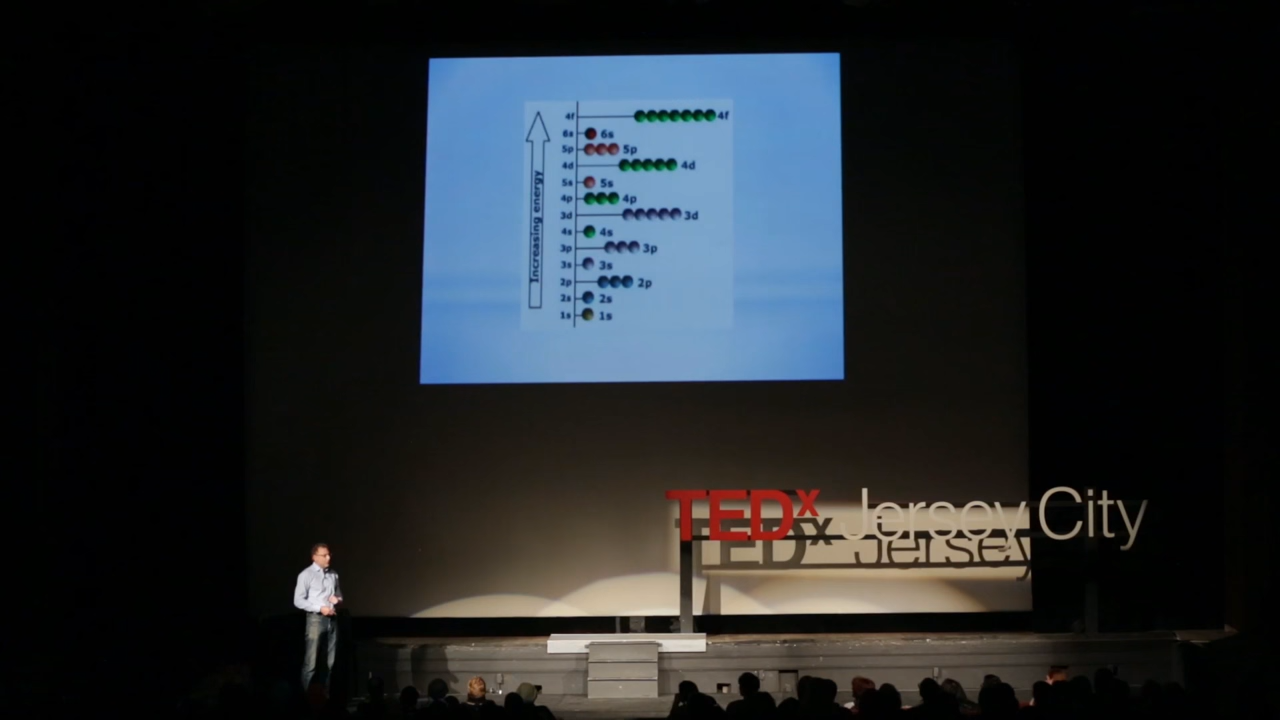 4f 4f
6s 6s
5p 5p
4d 4d
5s 5s
4p 4p
3d 3d
4s 4s
3p 3p
3s 3s
2p 2p
2s 2s
1s 1s
Increasing energy
TEDx Jersey City